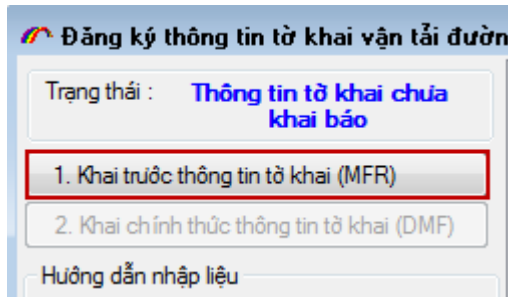 Đăng ký thông tin tờ khai vận tải đườn
Trạng thái : Thông tin tờ khai chưa
khai báo
1. Khai trước thông tin tờ khai (MFR)
2. Khai chính thức thông tin tờ khai (DMF)
Hướng dẫn nhập liệu